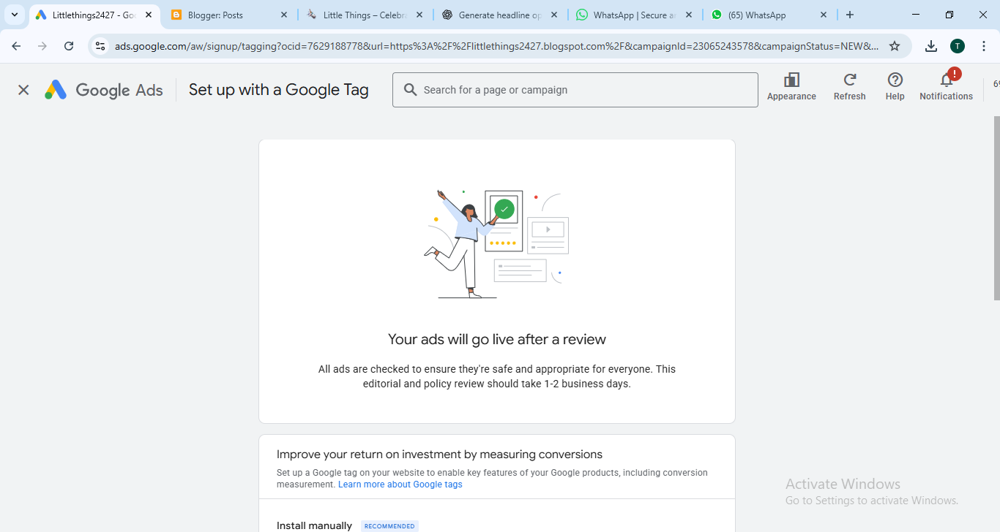 Littlethings2427 - Goo
Blogger: Posts
Little Things – Celebra
Generate headline op
WhatsApp | Secure an
(65) WhatsApp
ads.google.com/aw/signup/tagging?ocid=7629188778&url=https%3A%2F%2Flittlethings2427.blogspot.com%2F&campaignId=23065243578&campaignStatus=NEW&...
T
Google Ads
Set up with a Google Tag
Search for a page or campaign
Appearance
Refresh
Help
!
Notifications
69
Your ads will go live after a review
All ads are checked to ensure they're safe and appropriate for everyone. This
editorial and policy review should take 1-2 business days.
Improve your return on investment by measuring conversions
Set up a Google tag on your website to enable key features of your Google products, including conversion
measurement. Learn more about Google tags
Install manually RECOMMENDED
Activate Windows
Go to Settings to activate Windows.